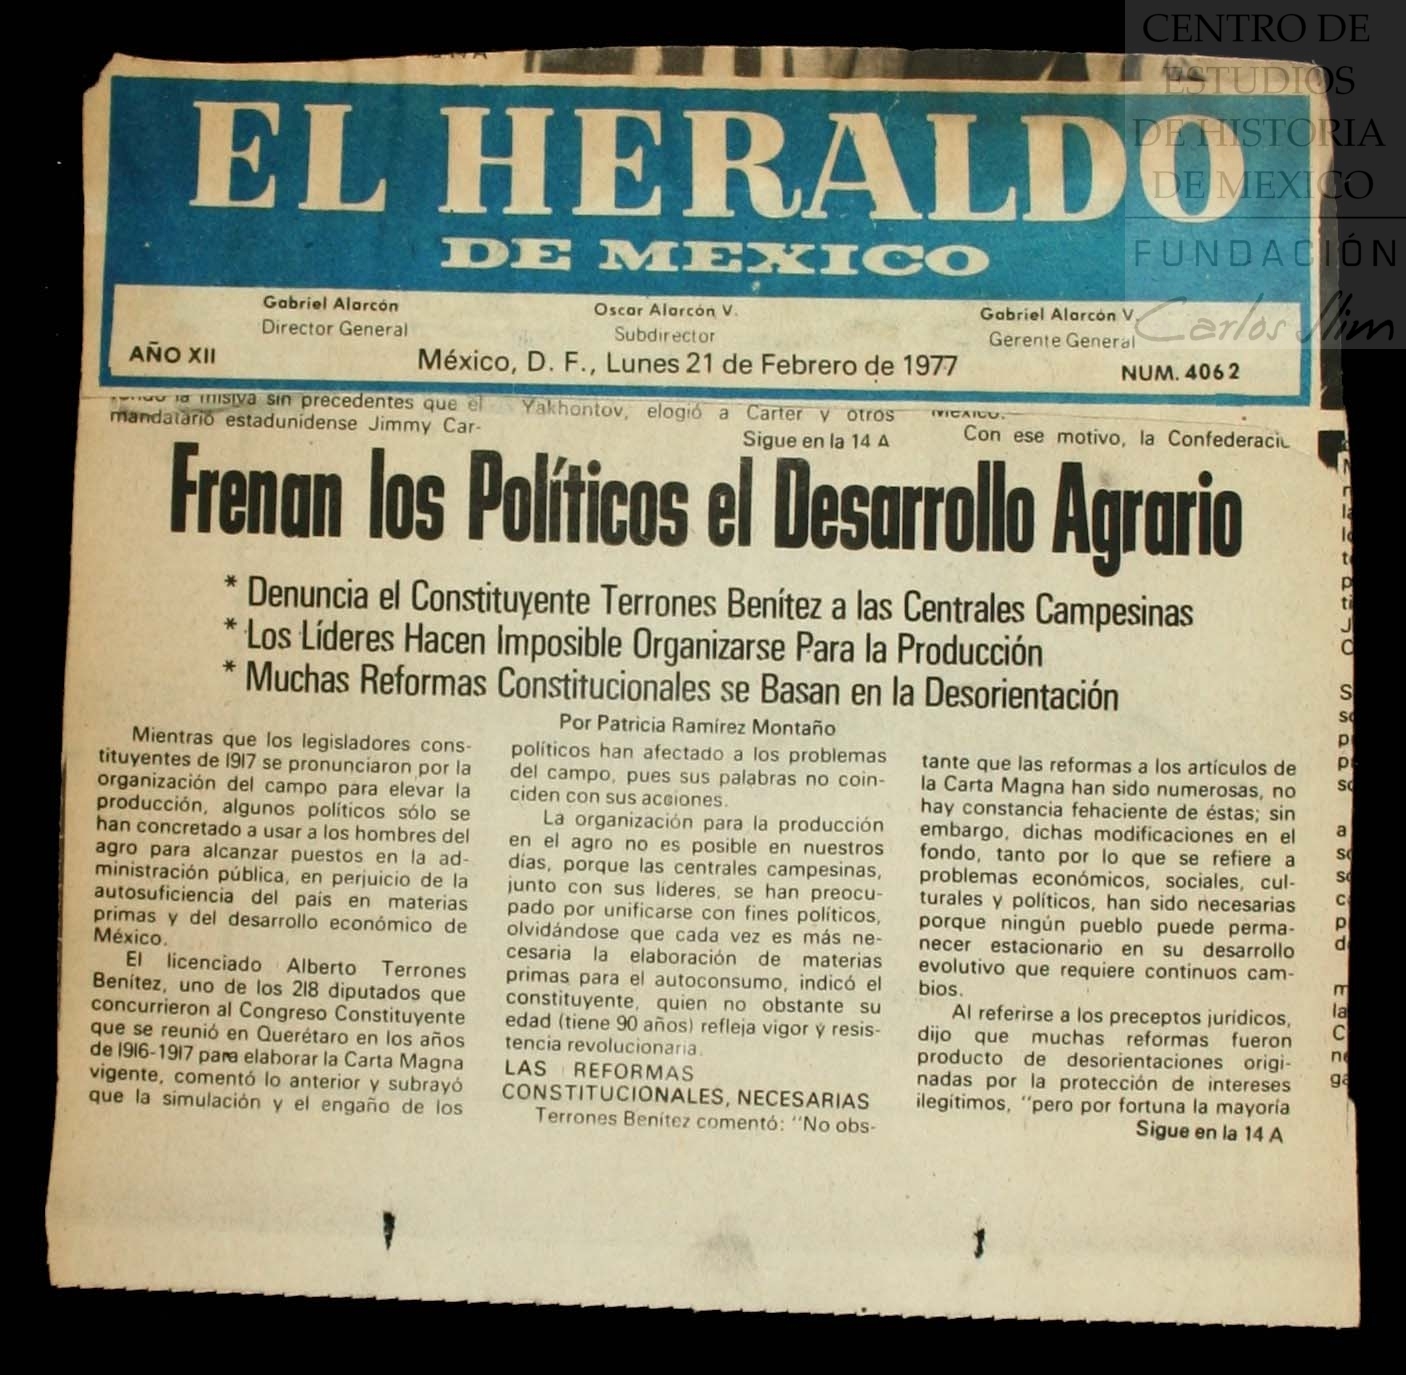 CENTRO DE
ESTUDIOS
DE HISTORIA
DE MEXICO
FUNDACIÓN
Carlos Slim
EL HERALDO
DE MEXICO
Gabriel Alarcón
Director General
Oscar Alarcón V.
Subdirector
Gabriel Alarcón V.
Gerente General
AÑO XII
México, D. F., Lunes 21 de Febrero de 1977
NUM. 4062
la misiva sin precedentes que el
mandatario estadunidense Jimmy Car-
Yakhontov, elogió a Carter y otros
Sigue en la 14 A
México.
Con ese motivo, la Confederaci
Frenan los Políticos el Desarrollo Agrario
* Denuncia el Constituyente Terrones Benítez a las Centrales Campesinas
* Los Líderes Hacen Imposible Organizarse Para la Producción
* Muchas Reformas Constitucionales se Basan en la Desorientación
Por Patricia Ramírez Montaño
Mientras que los legisladores cons-
tituyentes de 1917 se pronunciaron por la
organización del campo para elevar la
producción, algunos políticos sólo se
han concretado a usar a los hombres del
agro para alcanzar puestos en la ad-
ministración pública, en perjuicio de la
autosuficiencia del país en materias
primas y del desarrollo económico de
México.
El licenciado Alberto Terrones
Benítez, uno de los 218 diputados que
concurrieron al Congreso Constituyente
que se reunió en Querétaro en los años
de 1916-1917 para elaborar la Carta Magna
vigente, comentó lo anterior y subrayó
que la simulación y el engaño de los
políticos han afectado a los problemas
del campo, pues sus palabras no coin-
ciden con sus acciones.
La organización para la producción
en el agro no es posible en nuestros
días, porque las centrales campesinas,
junto con sus líderes, se han preocu-
pado por unificarse con fines políticos,
olvidándose que cada vez es más ne-
cesaria la elaboración de materias
primas para el autoconsumo, indicó el
constituyente, quien no obstante su
edad (tiene 90 años) refleja vigor y resis-
tencia revolucionaria.
LAS REFORMAS
CONSTITUCIONALES, NECESARIAS
Terrones Benítez comentó: "No obs-
tante que las reformas a los artículos de
la Carta Magna han sido numerosas, no
hay constancia fehaciente de éstas; sin
embargo, dichas modificaciones en el
fondo, tanto por lo que se refiere a
problemas económicos, sociales, cul-
turales y políticos, han sido necesarias
porque ningún pueblo puede perma-
necer estacionario en su desarrollo
evolutivo que requiere continuos cam-
bios.
Al referirse a los preceptos jurídicos,
dijo que muchas reformas fueron
producto de desorientaciones origi-
nadas por la protección de intereses
ilegítimos, "pero por fortuna la mayoría
Sigue en la 14 A